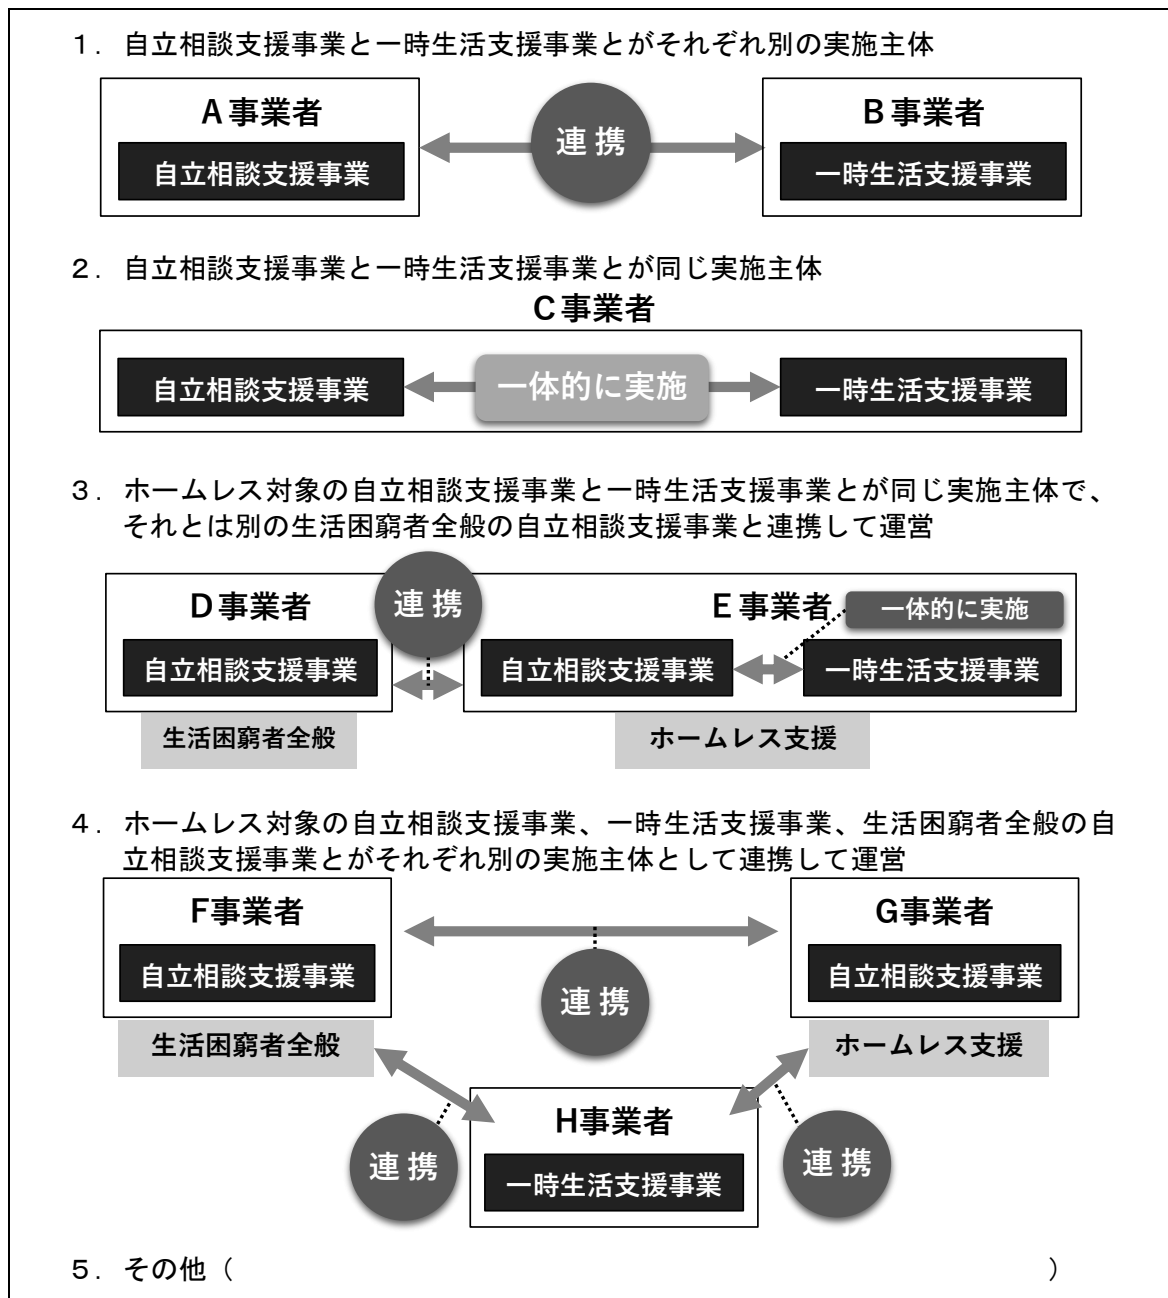 １．自立相談支援事業と一時生活支援事業とがそれぞれ別の実施主体
Ａ事業者
自立相談支援事業
連 携
Ｂ事業者
一時生活支援事業
２．自立相談支援事業と一時生活支援事業とが同じ実施主体
Ｃ事業者
自立相談支援事業
一体的に実施
一時生活支援事業
３．ホームレス対象の自立相談支援事業と一時生活支援事業とが同じ実施主体で、
それとは別の生活困窮者全般の自立相談支援事業と連携して運営
Ｄ事業者
自立相談支援事業
生活困窮者全般
連 携
Ｅ事業者
一体的に実施
自立相談支援事業
一時生活支援事業
ホームレス支援
４．ホームレス対象の自立相談支援事業、一時生活支援事業、生活困窮者全般の自
立相談支援事業とがそれぞれ別の実施主体として連携して運営
F事業者
自立相談支援事業
生活困窮者全般
連 携
G事業者
自立相談支援事業
ホームレス支援
連 携
H事業者
一時生活支援事業
連 携
５．その他（　　　　　　　　　　　　　　　　　　　　　　　　　　　　　）